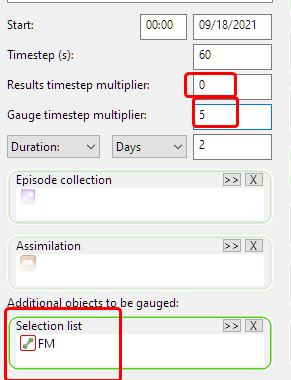 Start: 00:00 09/18/2021
Timestep (s): 60
Results timestep multiplier: 0
Gauge timestep multiplier: 5
Duration: Days 2
Episode collection >> X
Assimilation >> X
Additional objects to be gauged:
Selection list >> X
FM